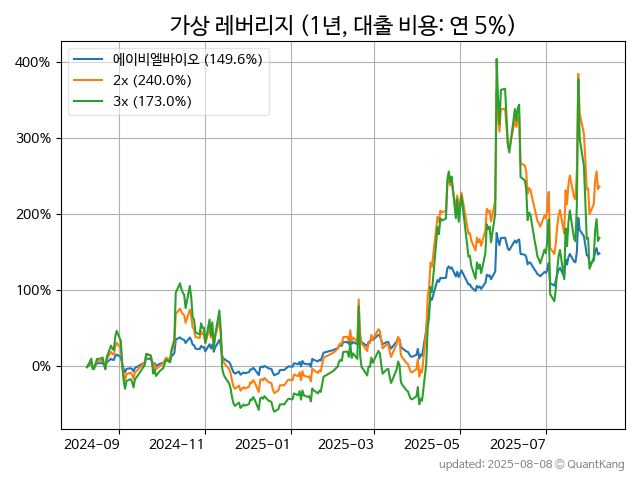 가상 레버리지 (1년, 대출 비용: 연 5%)
에이비엘바이오 (149.6%)
2x (240.0%)
3x (173.0%)
400%
300%
200%
100%
0%
2024-09 2024-11 2025-01 2025-03 2025-05 2025-07
updated: 2025-08-08 © QuantKang